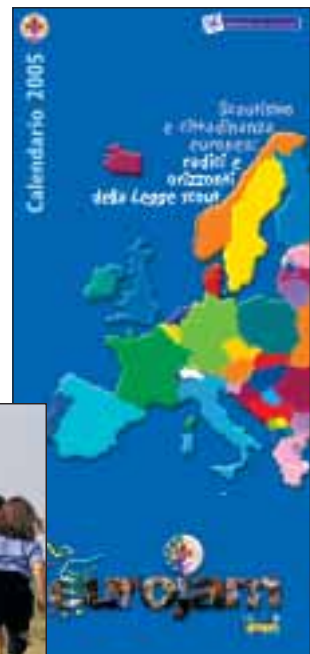 Calendario 2005
Scautismo
e cittadinanza
europea:
radici e
orizzonti
della Legge scout
eurojam